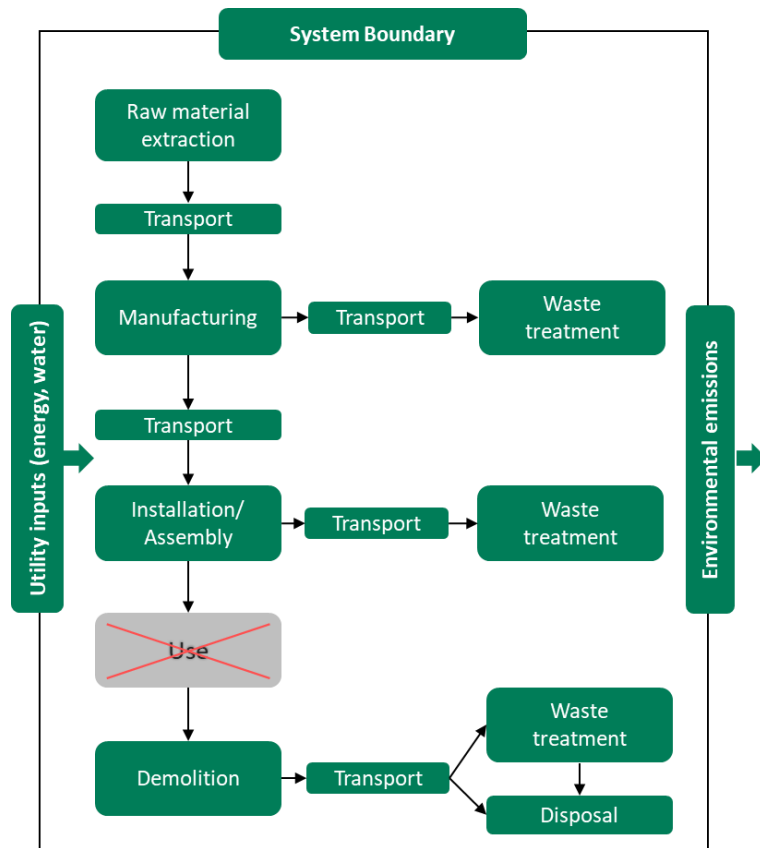 System Boundary
Raw material
extraction
Transport
Manufacturing
Transport
Waste
treatment
Utility inputs (energy, water)
Environmental emissions
Transport
Installation/
Assembly
Transport
Waste
treatment
Use
Demolition
Transport
Waste
treatment
Disposal